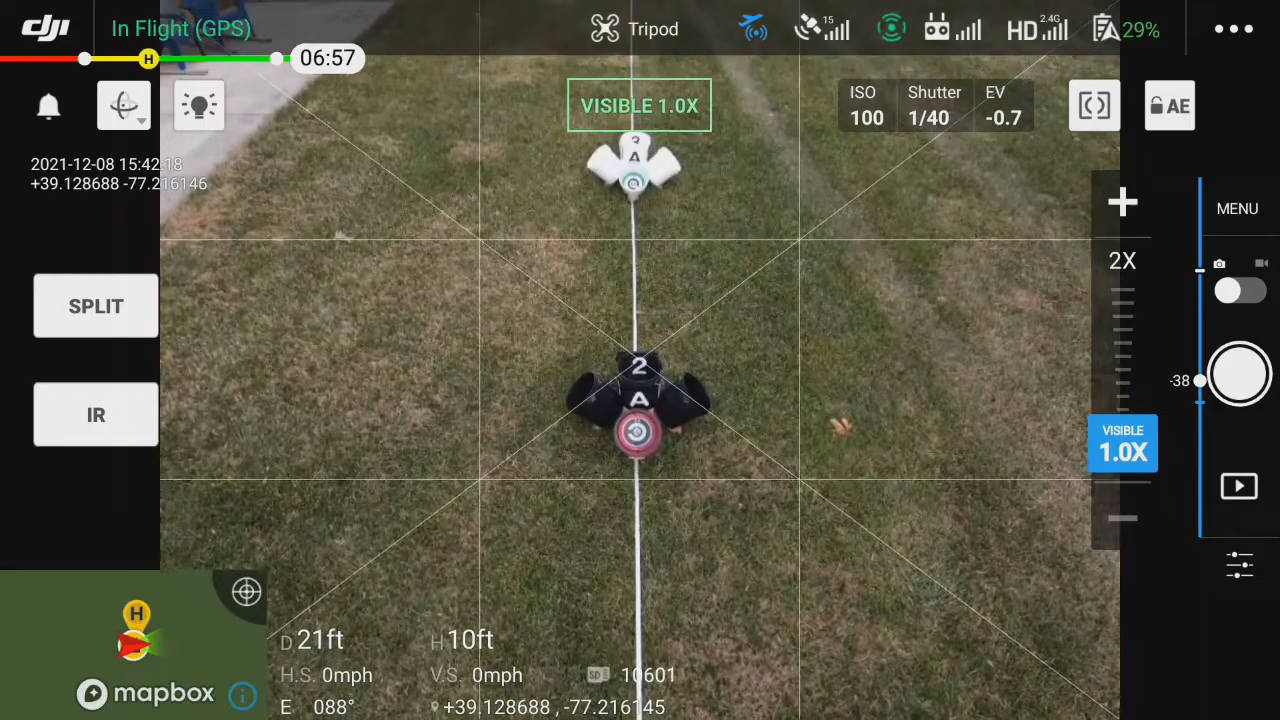 dji
In Flight (GPS)
Tripod
15
HD 2.4G
29%
H
06:57
VISIBLE 1.0X
ISO
100
Shutter
1/40
EV
-0.7
AE
2021-12-08 15:42:18
+39.128688 -77.216146
3
A
2X
MENU
SPLIT
IR
2
A
-38
VISIBLE
1.0X
H
mapbox
D 21ft
H 10ft
H.S. 0mph
V.S. 0mph
SD 10601
E 088°
+39.128688 , -77.216145